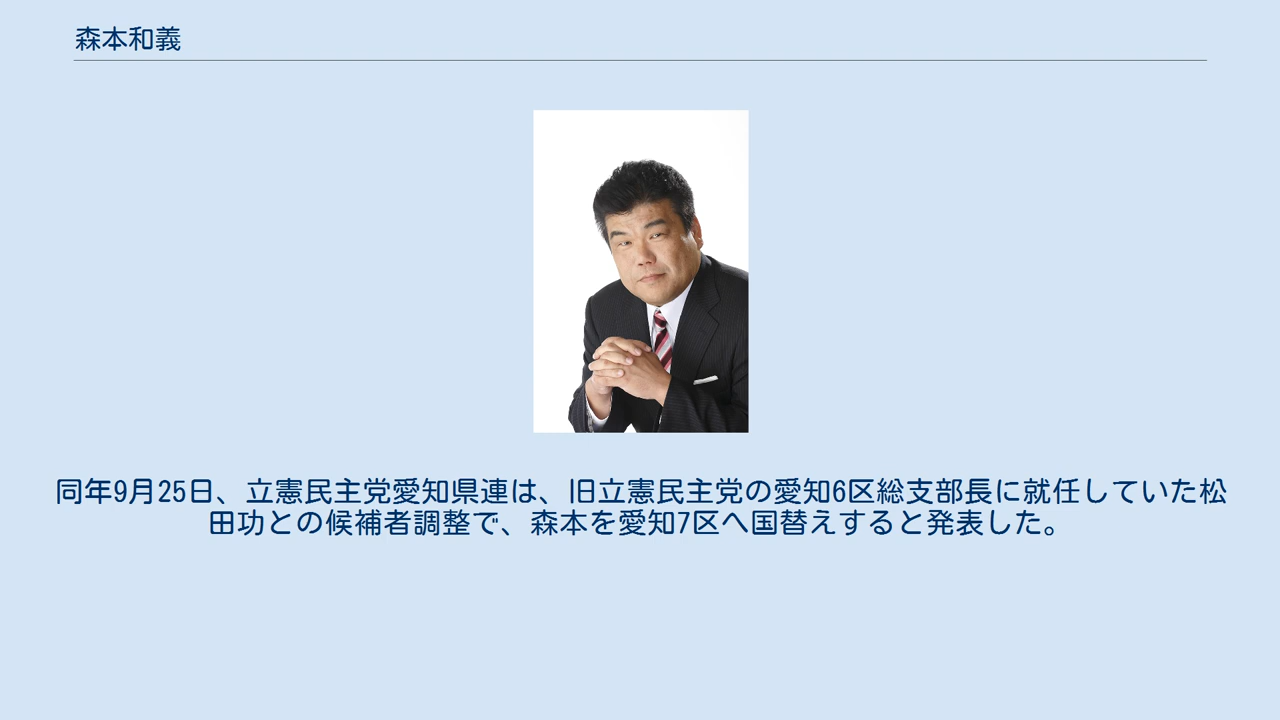 森本和義
同年9月25日、立憲民主党愛知県連は、旧立憲民主党の愛知6区総支部長に就任していた松
田功との候補者調整で、森本を愛知7区へ国替えすると発表した。